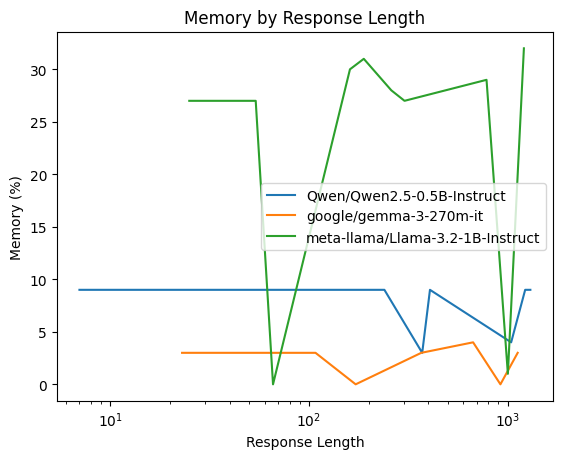 Memory by Response Length
Memory (%)
30
25
20
15
10
5
0
Qwen/Qwen2.5-0.5B-Instruct
google/gemma-3-270m-it
meta-llama/Llama-3.2-1B-Instruct
10¹
10²
10³
Response Length